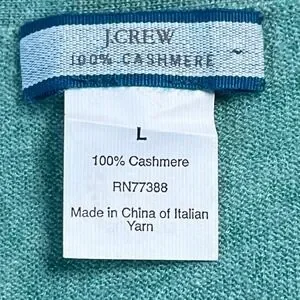 J.CREW
100% CASHMERE
L
100% Cashmere
RN77388
Made in China of Italian
Yarn